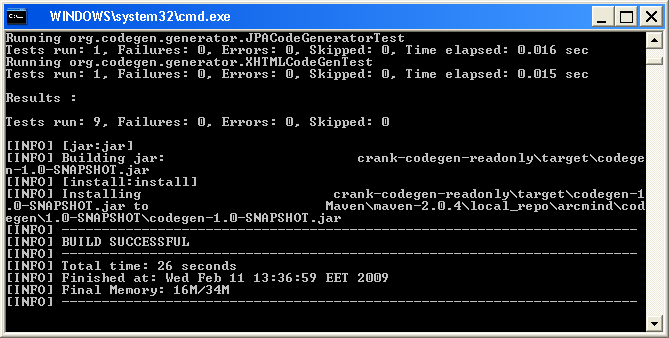 WINDOWS\system32\cmd.exe
Running org.codegen.generator.JPACodeGeneratorTest
Tests run: 1, Failures: 0, Errors: 0, Skipped: 0, Time elapsed: 0.016 sec
Running org.codegen.generator.XHTMLCodeGenTest
Tests run: 1, Failures: 0, Errors: 0, Skipped: 0, Time elapsed: 0.015 sec
Results :
Tests run: 9, Failures: 0, Errors: 0, Skipped: 0
[INFO] [jar:jar]
[INFO] Building jar: crank-codegen-readonly\target\codege
n-1.0-SNAPSHOT.jar
[INFO] [install:install]
[INFO] Installing crank-codegen-readonly\target\codegen-1
.0-SNAPSHOT.jar to Maven\maven-2.0.4\local_repo\arcmind\cod
egen\1.0-SNAPSHOT\codegen-1.0-SNAPSHOT.jar
[INFO] ------------------------------------------------------------------------
[INFO] BUILD SUCCESSFUL
[INFO] ------------------------------------------------------------------------
[INFO] Total time: 26 seconds
[INFO] Finished at: Wed Feb 11 13:36:59 EET 2009
[INFO] Final Memory: 16M/34M
[INFO] ------------------------------------------------------------------------